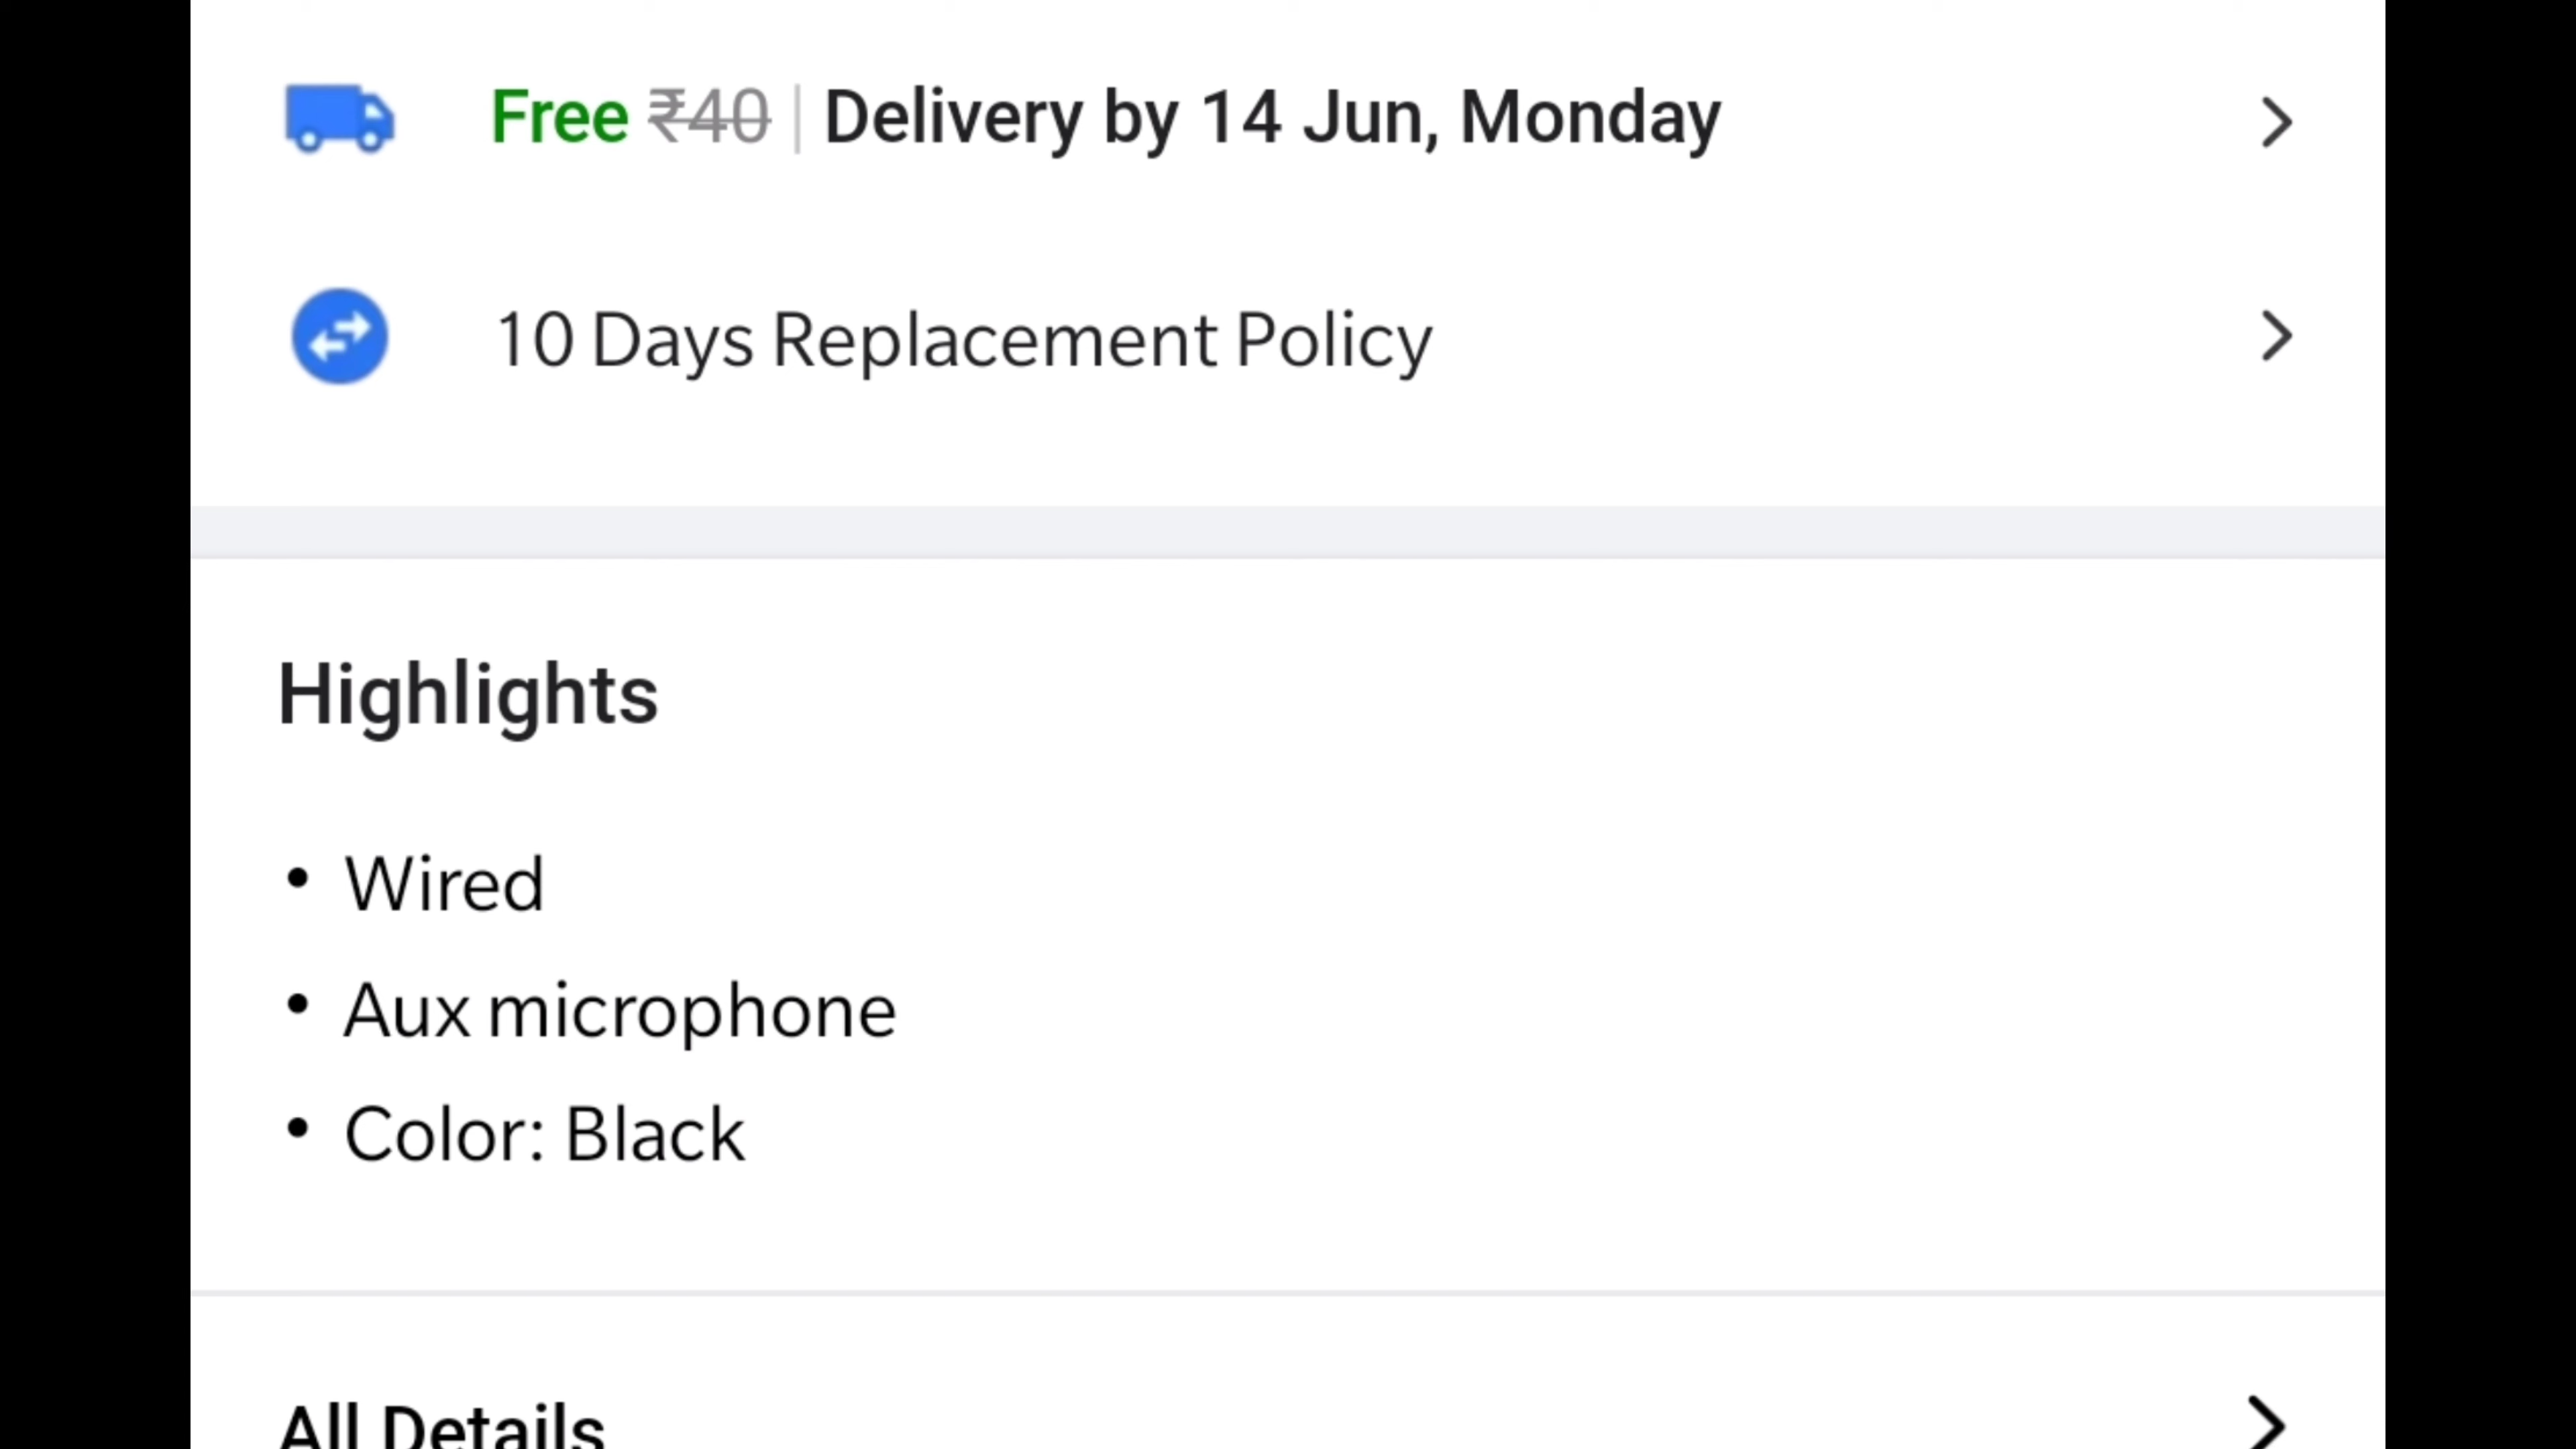 Free ₹40 | Delivery by 14 Jun, Monday
10 Days Replacement Policy
Highlights
• Wired
• Aux microphone
• Color: Black
All Details